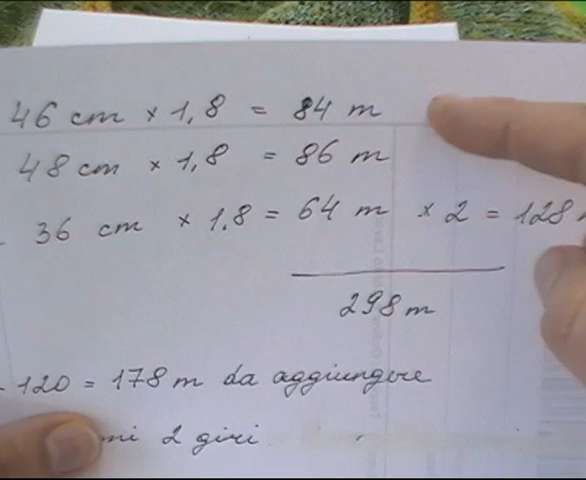 46 cm × 1,8 = 84 m
48 cm × 1,8 = 86 m
- 36 cm × 1.8 = 64 m × 2 = 128
298 m
- 120 = 178 m da aggiungere
2 giri